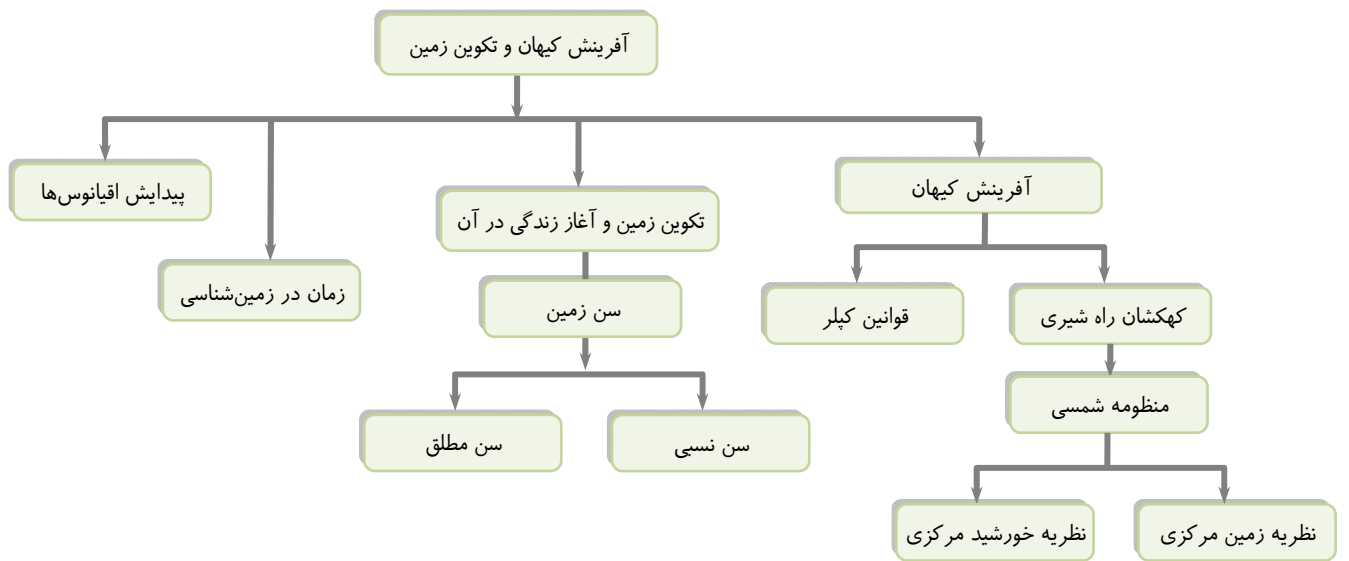 آفرینش کیهان و تکوین زمین
آفرینش کیهان
تکوین زمین و آغاز زندگی در آن
زمان در زمین‌شناسی
پیدایش اقیانوس‌ها
کهکشان راه شیری
قوانین کپلر
سن زمین
منظومه شمسی
سن نسبی
سن مطلق
نظریه زمین مرکزی
نظریه خورشید مرکزی